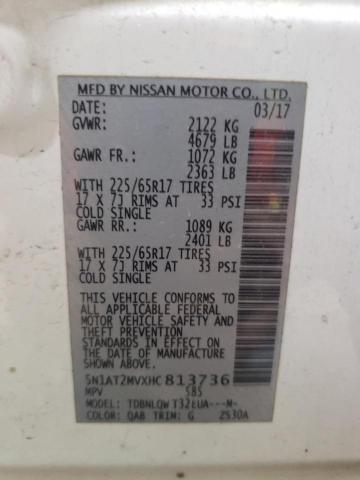 MFD BY NISSAN MOTOR CO., LTD.
DATE: 03/17
GVWR: 2122 KG
4679 LB
GAWR FR.: 1072 KG
2363 LB
WITH 225/65R17 TIRES
17 X 7J RIMS AT 33 PSI
COLD SINGLE
GAWR RR.: 1089 KG
2401 LB
WITH 225/65R17 TIRES
17 X 7J RIMS AT 33 PSI
COLD SINGLE
THIS VEHICLE CONFORMS TO
ALL APPLICABLE FEDERAL
MOTOR VEHICLE SAFETY AND
THEFT PREVENTION
STANDARDS IN EFFECT ON
THE DATE OF MANUFACTURE
SHOWN ABOVE.
5N1AT2MVXHC813736
MPV S85
MODEL: TDBNLQW T32EUA---M-
COLOR: QAB TRIM: G 2530A